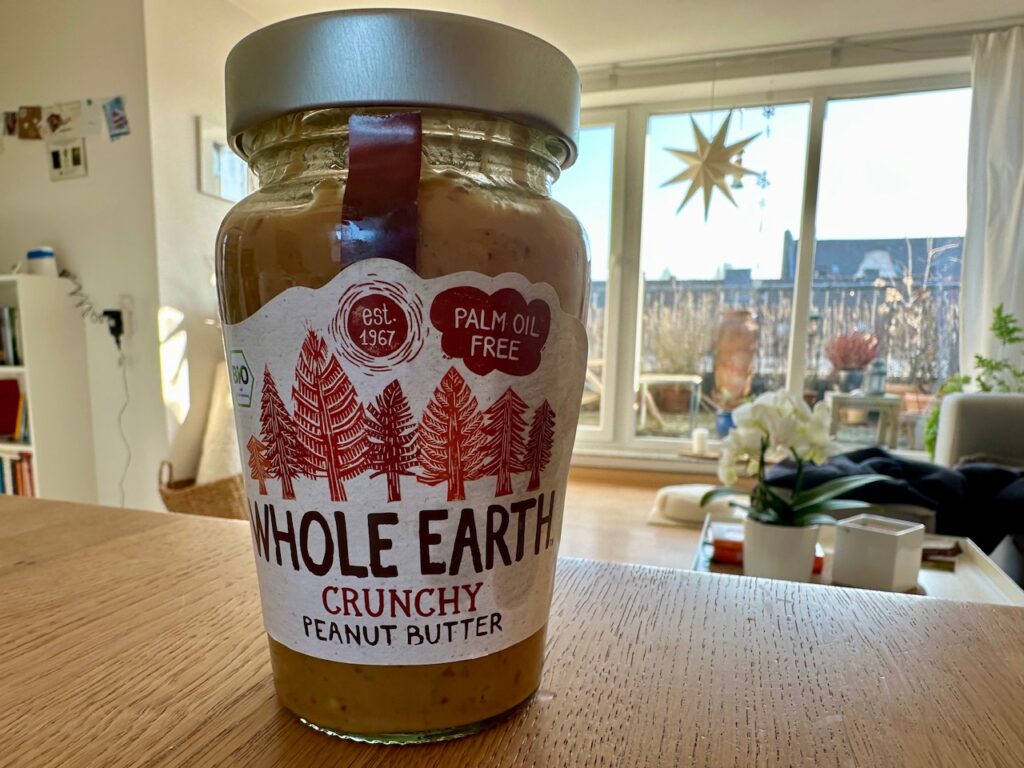 est.
1967
PALM OIL
FREE
BIO
WHOLE EARTH
CRUNCHY
PEANUT BUTTER